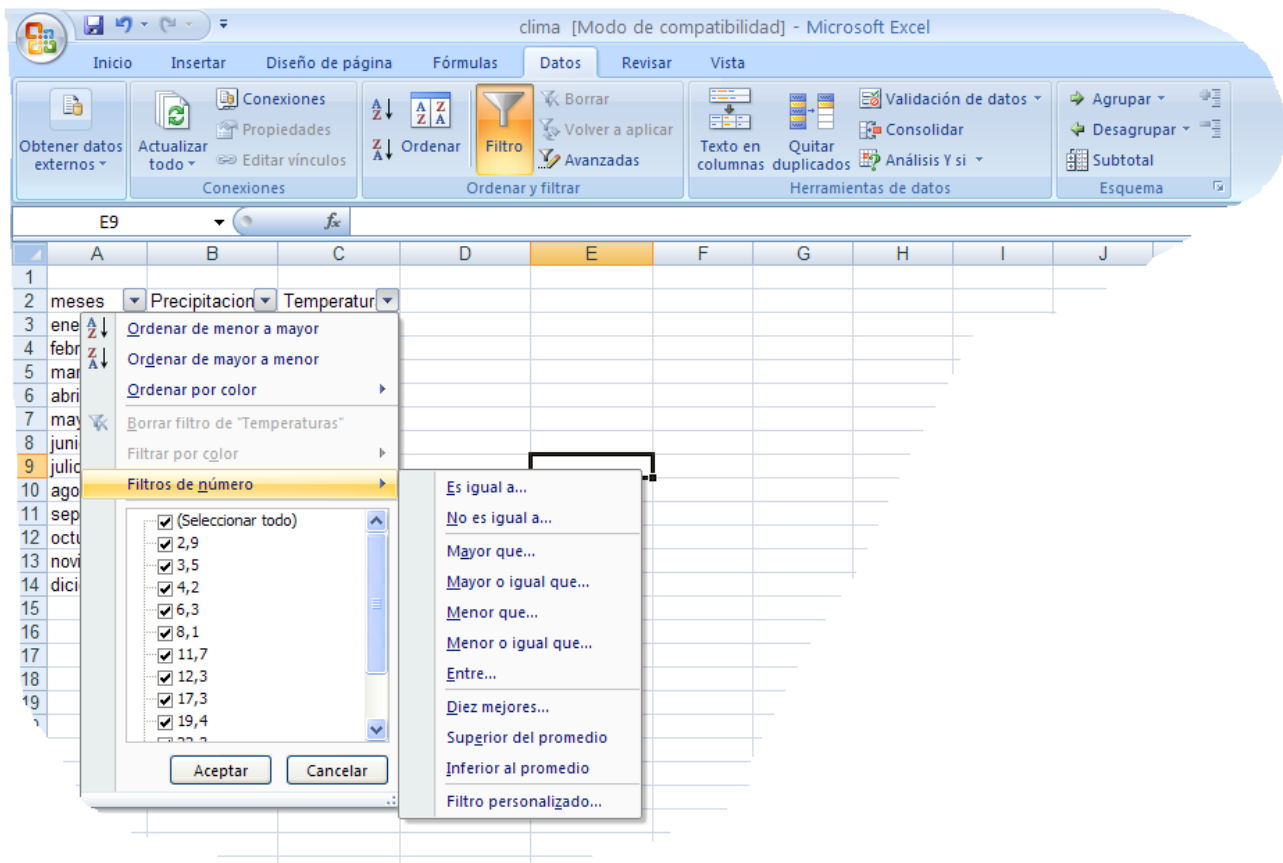 clima [Modo de compatibilidad] - Microsoft Excel
Inicio Insertar Diseño de página Fórmulas Datos Revisar Vista
Obtener datos externos
Actualizar todo
Conexiones
Propiedades
Editar vínculos
Conexiones
Ordenar
Filtro
Borrar
Volver a aplicar
Avanzadas
Ordenar y filtrar
Texto en columnas
Quitar duplicados
Validación de datos
Consolidar
Análisis Y si
Herramientas de datos
Agrupar
Desagrupar
Subtotal
Esquema
E9 fx
A B C D E F G H I J
1
2 meses Precipitacion Temperatur
3 ene
4 febr
5 mar
6 abri
7 may
8 juni
9 julio
10 ago
11 sep
12 octu
13 novi
14 dici
15
16
17
18
19
Ordenar de menor a mayor
Ordenar de mayor a menor
Ordenar por color
Borrar filtro de "Temperaturas"
Filtrar por color
Filtros de número
(Seleccionar todo)
2,9
3,5
4,2
6,3
8,1
11,7
12,3
17,3
19,4
Aceptar Cancelar
Es igual a...
No es igual a...
Mayor que...
Mayor o igual que...
Menor que...
Menor o igual que...
Entre...
Diez mejores...
Superior del promedio
Inferior al promedio
Filtro personalizado...